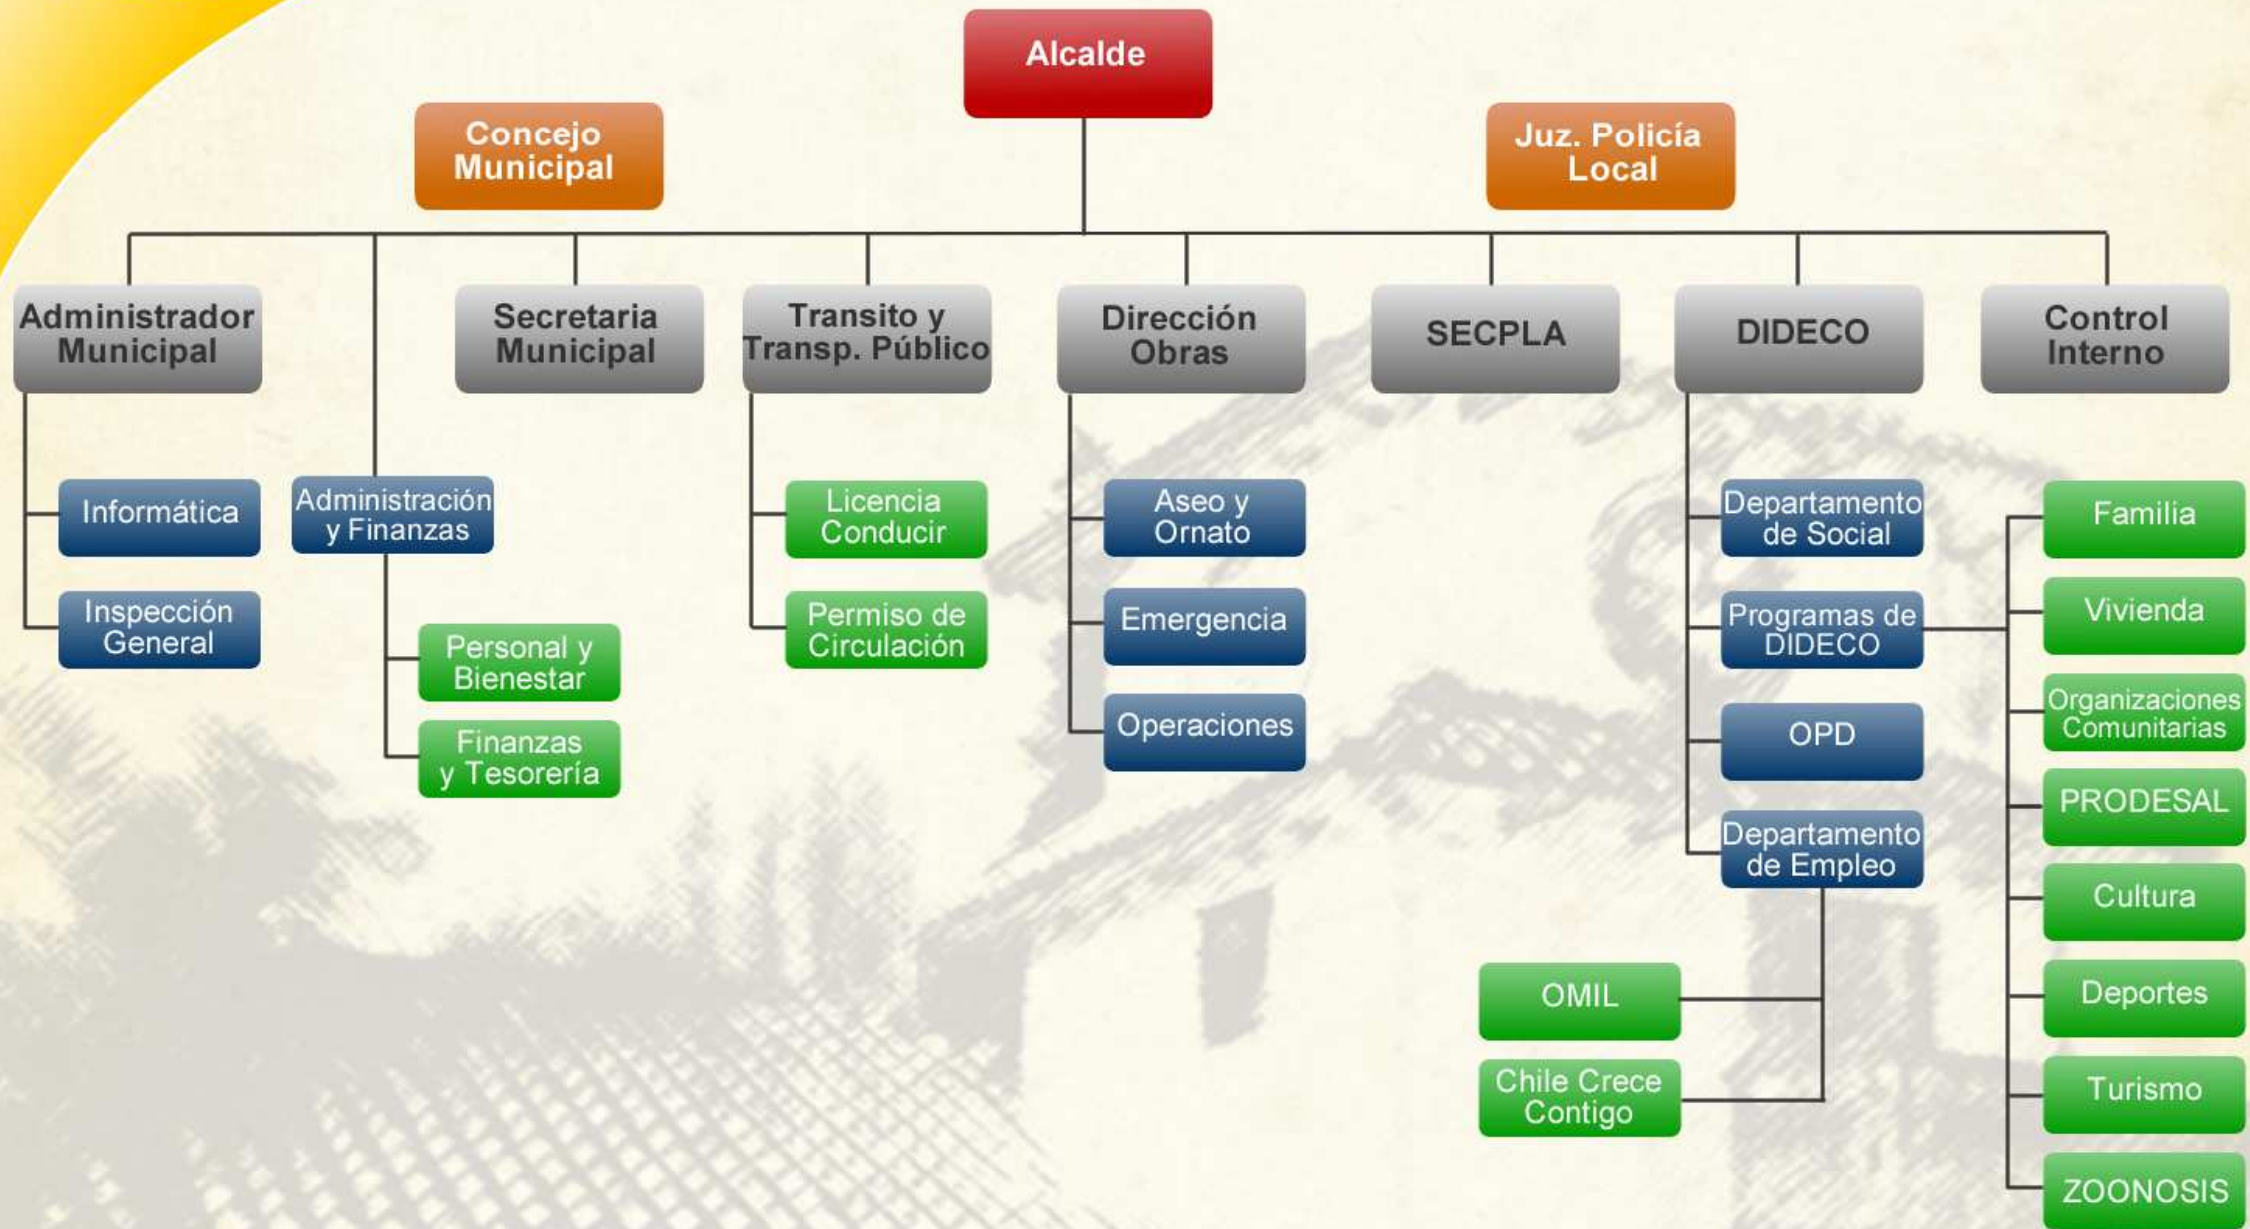 Alcalde
Concejo
Municipal
Juz. Policía
Local
Administrador
Municipal
Secretaria
Municipal
Transito y
Transp. Público
Dirección
Obras
SECPLA
DIDECO
Control
Interno
Informática
Inspección
General
Administración
y Finanzas
Personal y
Bienestar
Finanzas
y Tesorería
Licencia
Conducir
Permiso de
Circulación
Aseo y
Ornato
Emergencia
Operaciones
Departamento
de Social
Programas de
DIDECO
OPD
Departamento
de Empleo
OMIL
Chile Crece
Contigo
Familia
Vivienda
Organizaciones
Comunitarias
PRODESAL
Cultura
Deportes
Turismo
ZOONOSIS